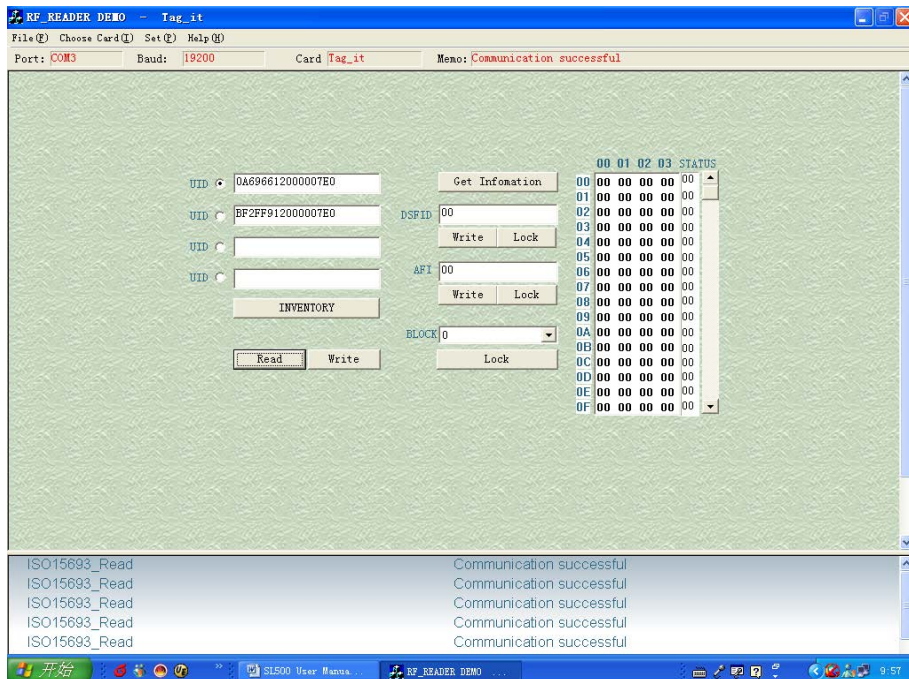 RF_READER DEMO - Tag_it
File(F) Choose Card(I) Set(P) Help(H)
Port: COM3 Baud: 19200 Card Tag_it Memo: Communication successful
00 01 02 03 STATUS
UID 0A696612000007E0
UID BF2FF912000007E0
UID
UID
INVENTORY
Read Write
Get Infomation
DSFID 00
Write Lock
AFI 00
Write Lock
BLOCK 0
Lock
00 00 00 00 00 00
01 00 00 00 00 00
02 00 00 00 00 00
03 00 00 00 00 00
04 00 00 00 00 00
05 00 00 00 00 00
06 00 00 00 00 00
07 00 00 00 00 00
08 00 00 00 00 00
09 00 00 00 00 00
0A 00 00 00 00 00
0B 00 00 00 00 00
0C 00 00 00 00 00
0D 00 00 00 00 00
0E 00 00 00 00 00
0F 00 00 00 00 00
ISO15693_Read Communication successful
ISO15693_Read Communication successful
ISO15693_Read Communication successful
ISO15693_Read Communication successful
ISO15693_Read Communication successful
开始 SL500 User Manua... RF_READER DEMO ... 9:57